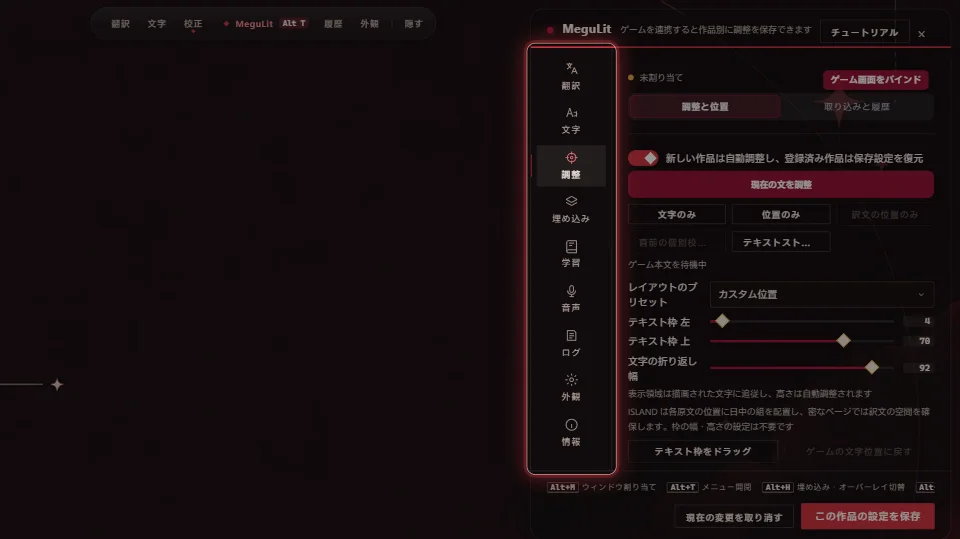 翻訳 文字 校正 MeguLit Alt T 履歴 外観 隠す
MeguLit ゲームを連携すると作品別に調整を保存できます チュートリアル ×
翻訳
文字
調整
埋め込み
学習
音声
ログ
外観
情報
未割り当て ゲーム画面をバインド
調整と位置 取り込みと履歴
新しい作品は自動調整し、登録済み作品は保存設定を復元
現在の文を調整
文字のみ 位置のみ 訳文の位置のみ
テキストスト...
ゲーム本文を待機中
レイアウトのプリセット カスタム位置
テキスト枠 左 4
テキスト枠 上 70
文字の折り返し幅 92
表示領域は描画された文字に追従し、高さは自動調整されます
ISLAND は各原文の位置に日中の組を配置し、密なページでは訳文の空間を確
保します。枠の幅・高さの設定は不要です
テキスト枠をドラッグ ゲームの文字位置に戻す
Alt+M ウィンドウ割り当て Alt+T メニュー開閉 Alt+H 埋め込み・オーバーレイ切替 Alt
現在の変更を取り消す この作品の設定を保存